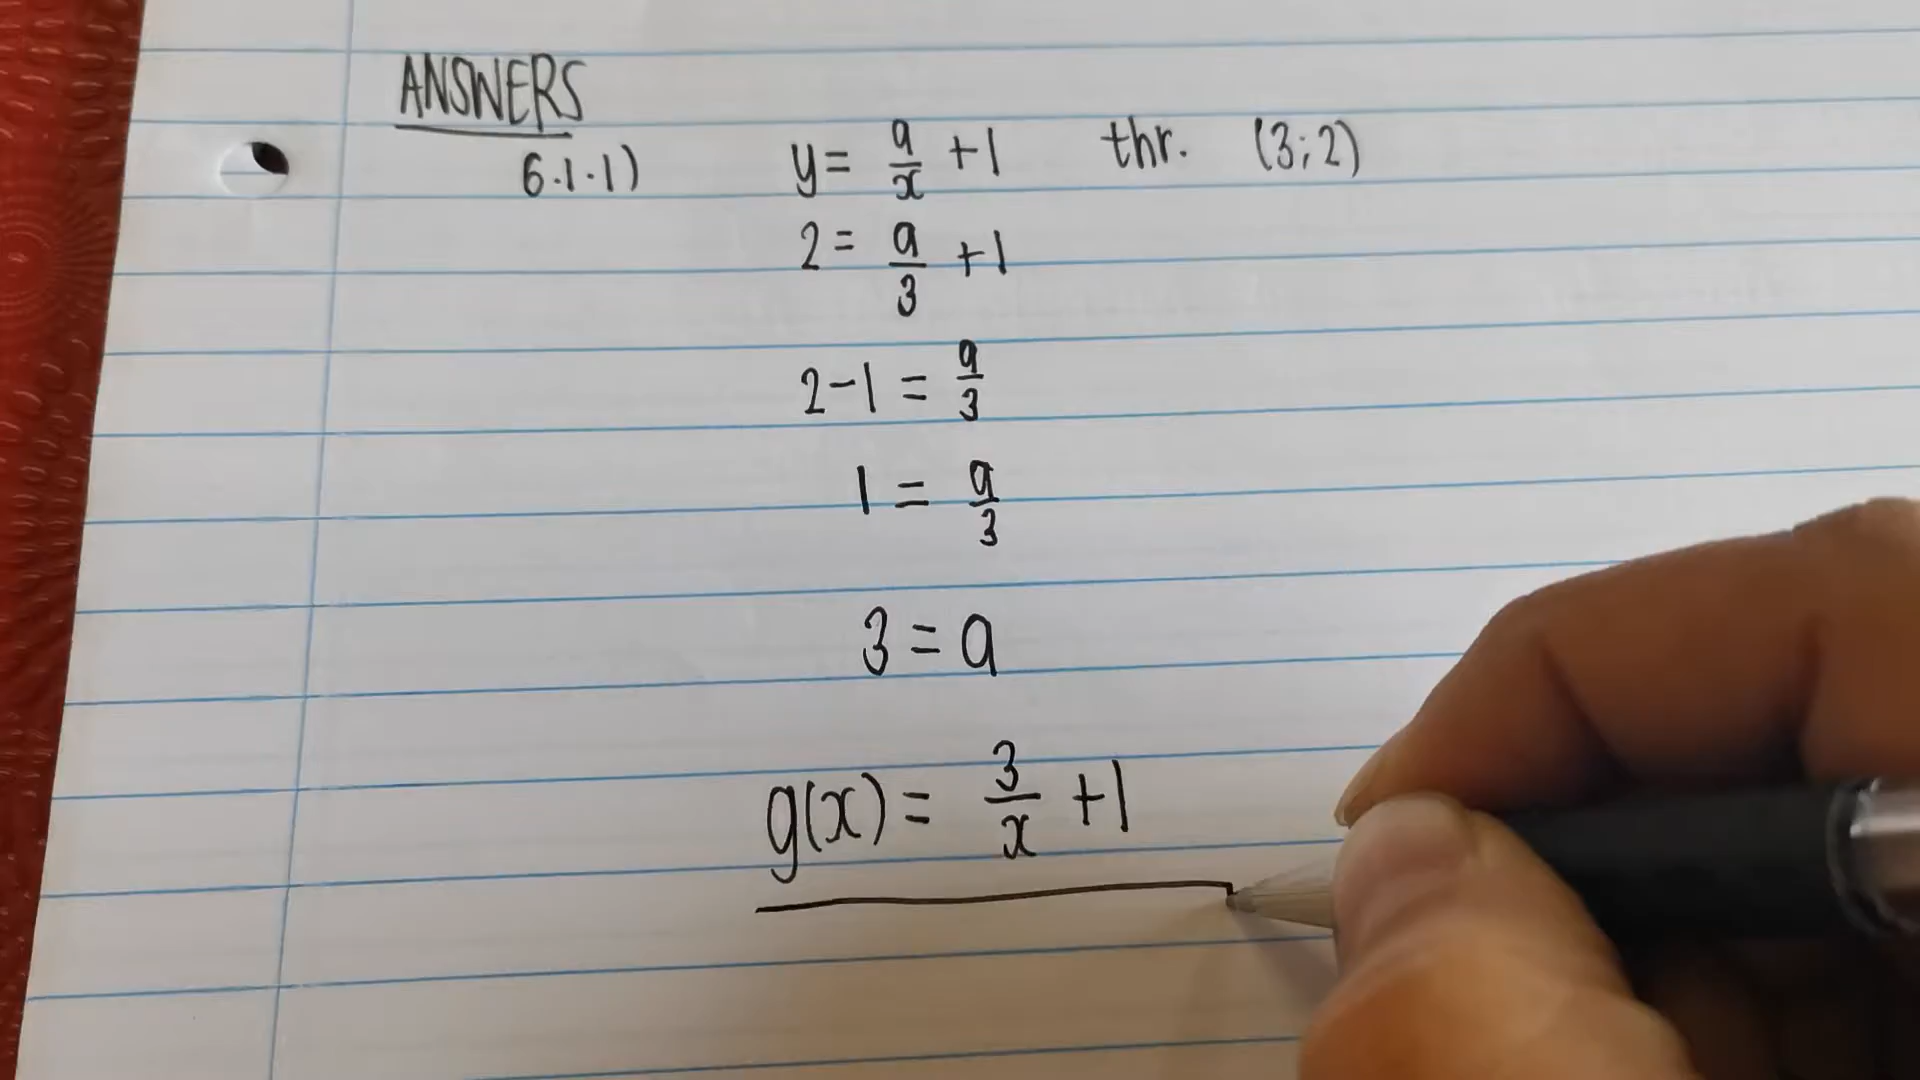 ANSWERS
6.1.1) y = a/x + 1 thr. (3;2)
2 = a/3 + 1
2 - 1 = a/3
1 = a/3
3 = a
g(x) = 3/x + 1